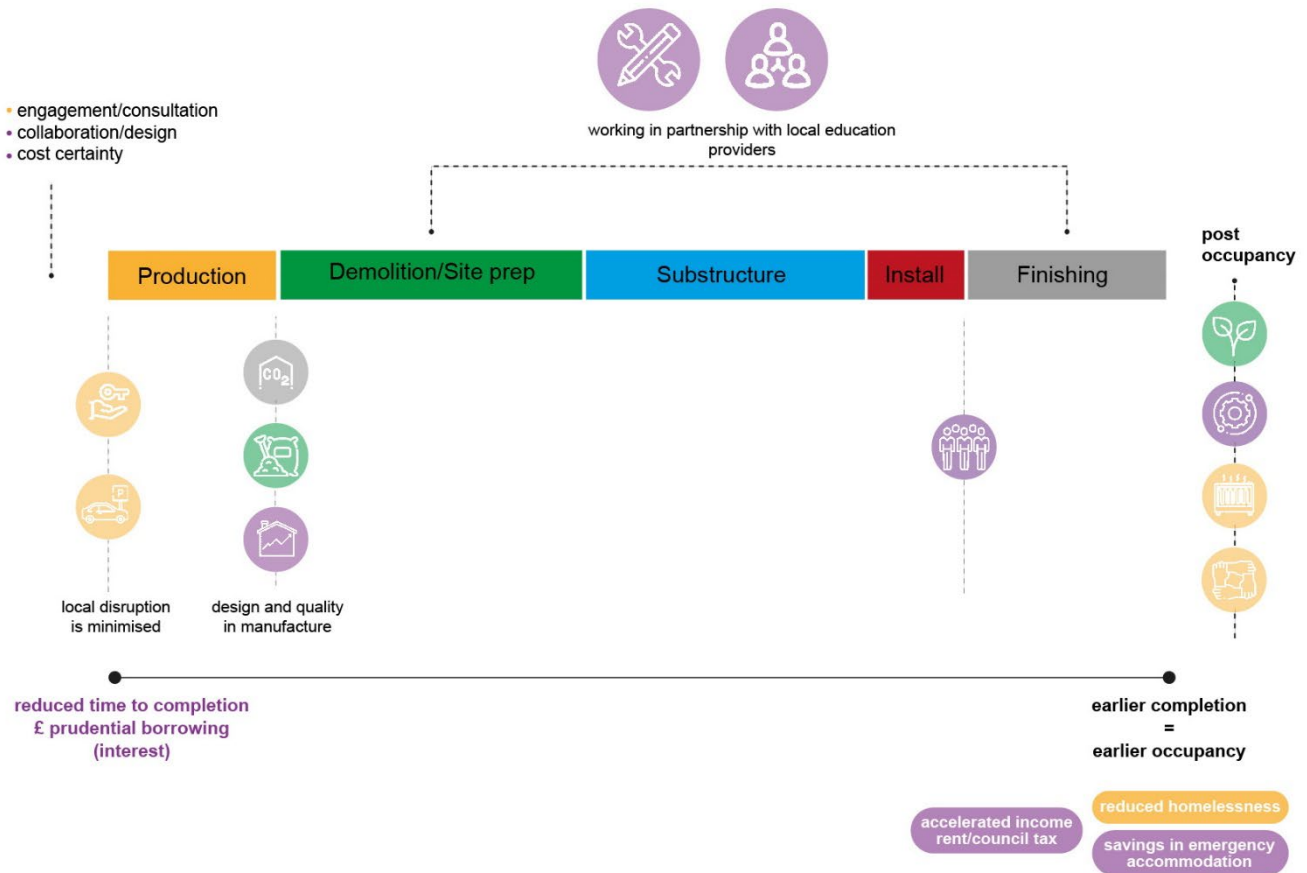 • engagement/consultation
• collaboration/design
• cost certainty
working in partnership with local education
providers
Production
Demolition/Site prep
Substructure
Install
Finishing
post
occupancy
CO2
P
local disruption
is minimised
design and quality
in manufacture
reduced time to completion
£ prudential borrowing
(interest)
earlier completion
=
earlier occupancy
accelerated income
rent/council tax
reduced homelessness
savings in emergency
accommodation